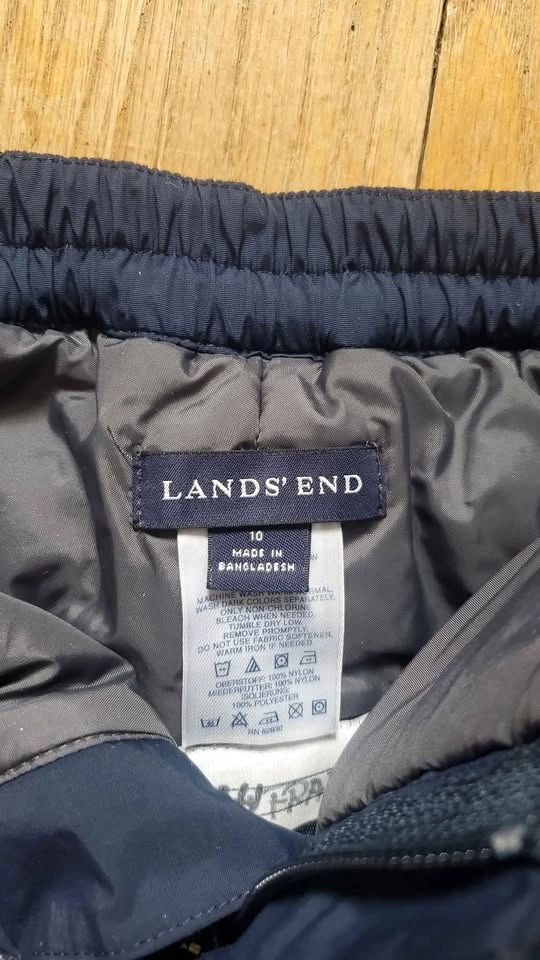 LANDS' END
10
MADE IN
BANGLADESH
MACHINE WASH WARM, NORMAL,
WASH DARK COLORS SEPARATELY.
ONLY NON-CHLORINE
BLEACH WHEN NEEDED.
TUMBLE DRY LOW.
REMOVE PROMPTLY.
DO NOT USE FABRIC SOFTENER.
WARM IRON IF NEEDED.
OBERSTOFF: 100% NYLON
MIEDERFUTTER: 100% NYLON
ISOLIERUNG:
100% POLYESTER
RN 62830